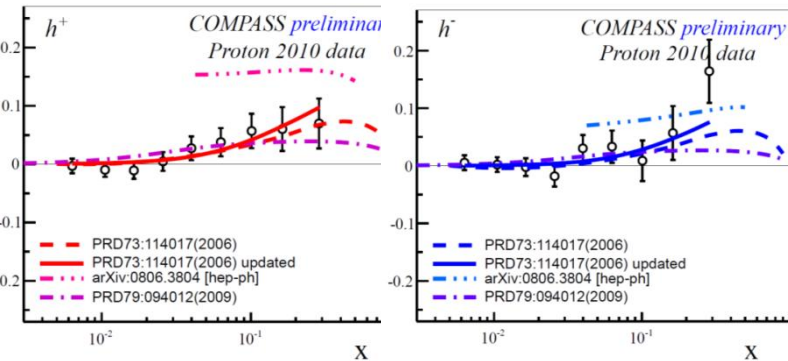 h+ COMPASS preliminar
Proton 2010 data
0.2
0.1
0
-0.1
0.2
PRD73:114017(2006)
PRD73:114017(2006) updated
arXiv:0806.3804 [hep-ph]
PRD79:094012(2009)
10-2
10-1
x
h- COMPASS preliminary
Proton 2010 data
0.2
0.1
0
-0.1
-0.2
PRD73:114017(2006)
PRD73:114017(2006) updated
arXiv:0806.3804 [hep-ph]
PRD79:094012(2009)
10-2
10-1
x